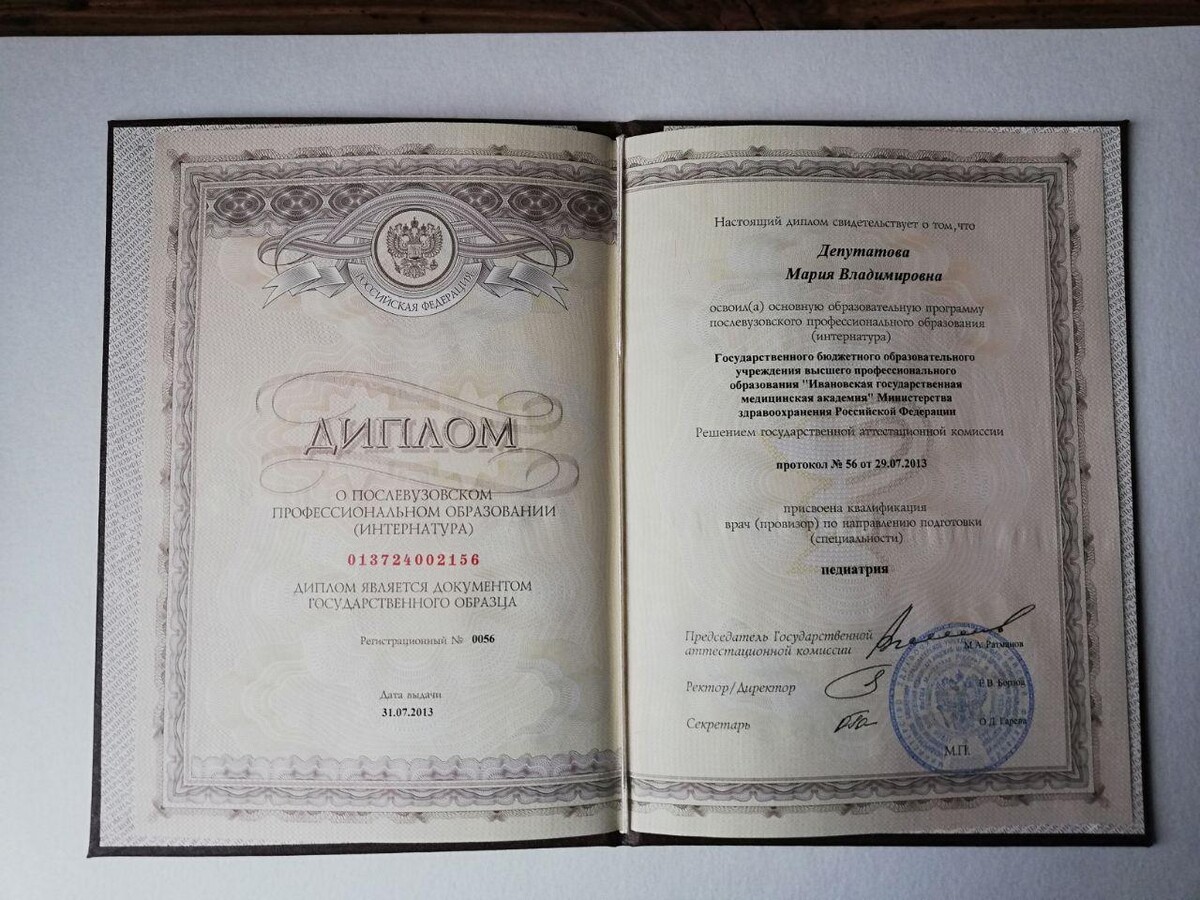 РОССИЙСКАЯ ФЕДЕРАЦИЯ
ДИПЛОМ
О ПОСЛЕВУЗОВСКОМ
ПРОФЕССИОНАЛЬНОМ ОБРАЗОВАНИИ
(ИНТЕРНАТУРА)
013724002156
ДИПЛОМ ЯВЛЯЕТСЯ ДОКУМЕНТОМ
ГОСУДАРСТВЕННОГО ОБРАЗЦА
Регистрационный № 0056
Дата выдачи
31.07.2013
Настоящий диплом свидетельствует о том, что
Депутатова
Мария Владимировна
освоил(а) основную образовательную программу
послевузовского профессионального образования
(интернатура)
Государственного бюджетного образовательного
учреждения высшего профессионального
образования "Ивановская государственная
медицинская академия" Министерства
здравоохранения Российской Федерации
Решением государственной аттестационной комиссии
протокол № 56 от 29.07.2013
присвоена квалификация
врач (провизор) по направлению подготовки
(специальности)
педиатрия
Председатель Государственной
аттестационной комиссии
М.А. Ратманов
Ректор/Директор
Е.В. Борзов
Секретарь
О.Д. Гарева
М.П.